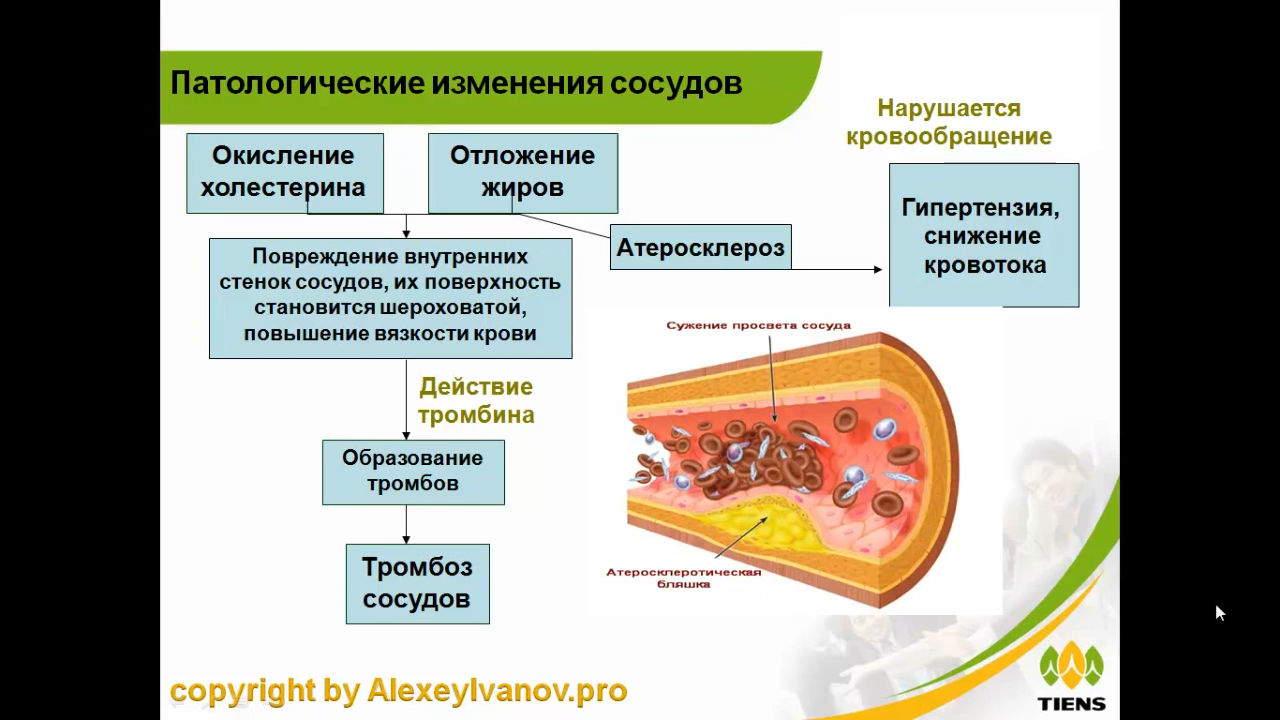 Патологические изменения сосудов
Нарушается
кровообращение
Окисление
холестерина
Отложение
жиров
Гипертензия,
снижение
кровотока
Атеросклероз
Повреждение внутренних
стенок сосудов, их поверхность
становится шероховатой,
повышение вязкости крови
Сужение просвета сосуда
Действие
тромбина
Образование
тромбов
Тромбоз
сосудов
Атеросклеротическая
бляшка
copyright by AlexeyIvanov.pro
TIENS